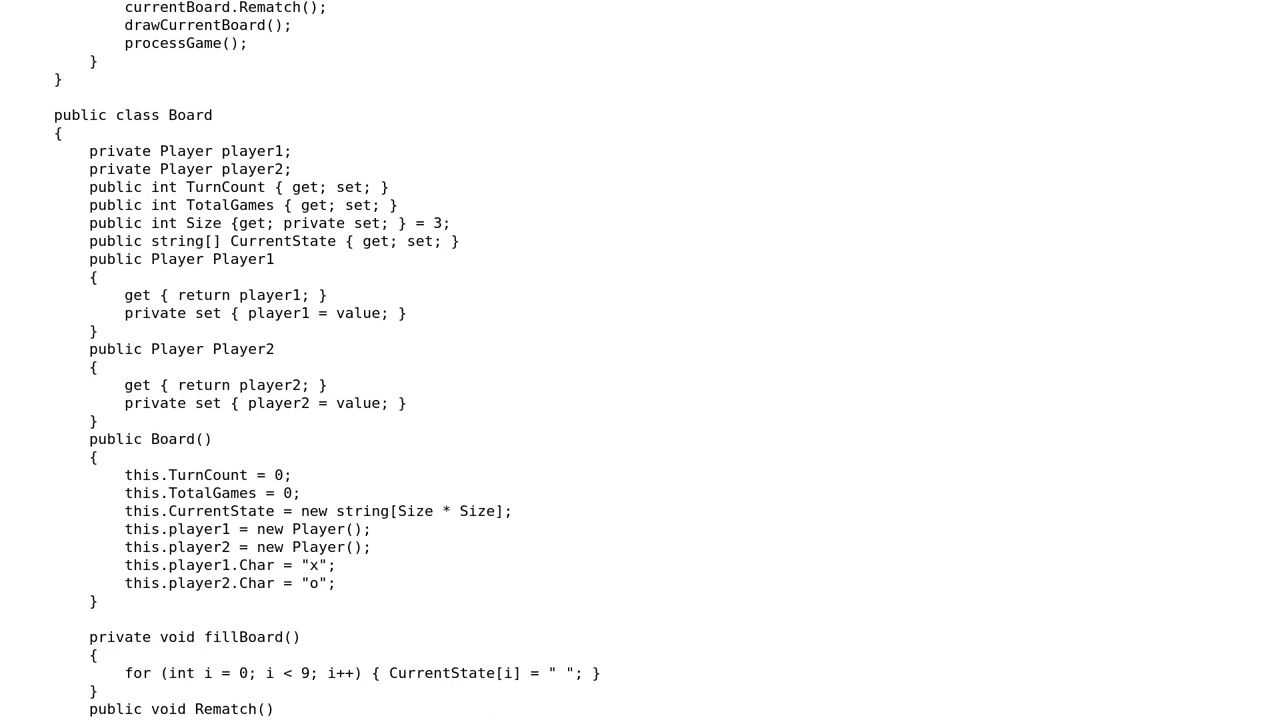 currentBoard.Rematch();
            drawCurrentBoard();
            processGame();
        }
    }

    public class Board
    {
        private Player player1;
        private Player player2;
        public int TurnCount { get; set; }
        public int TotalGames { get; set; }
        public int Size {get; private set; } = 3;
        public string[] CurrentState { get; set; }
        public Player Player1
        {
            get { return player1; }
            private set { player1 = value; }
        }
        public Player Player2
        {
            get { return player2; }
            private set { player2 = value; }
        }
        public Board()
        {
            this.TurnCount = 0;
            this.TotalGames = 0;
            this.CurrentState = new string[Size * Size];
            this.player1 = new Player();
            this.player2 = new Player();
            this.player1.Char = "x";
            this.player2.Char = "o";
        }

        private void fillBoard()
        {
            for (int i = 0; i < 9; i++) { CurrentState[i] = " "; }
        }
        public void Rematch()